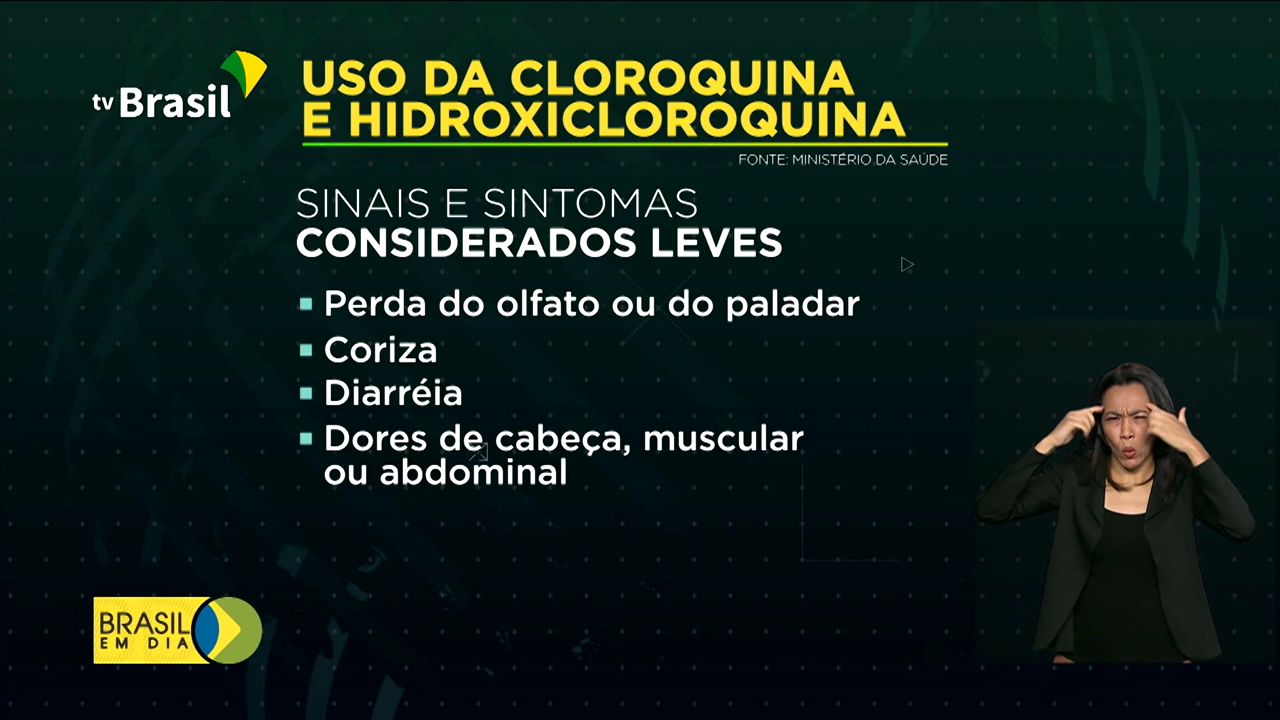 tv Brasil
USO DA CLOROQUINA
E HIDROXICLOROQUINA
FONTE: MINISTÉRIO DA SAÚDE
SINAIS E SINTOMAS
CONSIDERADOS LEVES
Perda do olfato ou do paladar
Coriza
Diarréia
Dores de cabeça, muscular
ou abdominal
BRASIL
EM DIA